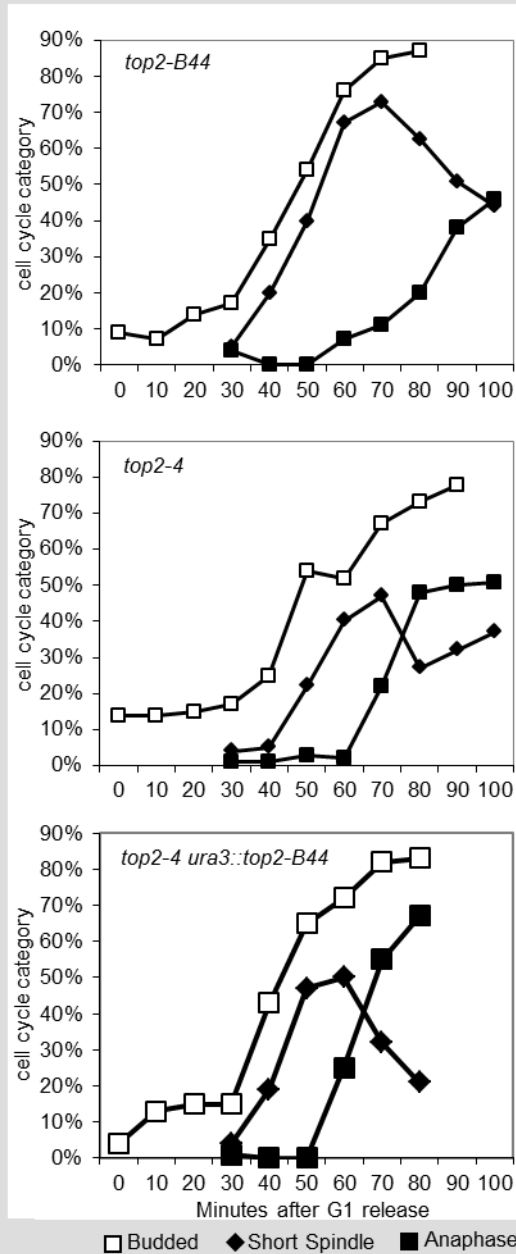 top2-B44
cell cycle category
90%
80%
70%
60%
50%
40%
30%
20%
10%
0%
0 10 20 30 40 50 60 70 80 90 100
top2-4
cell cycle category
90%
80%
70%
60%
50%
40%
30%
20%
10%
0%
0 10 20 30 40 50 60 70 80 90 100
top2-4 ura3::top2-B44
cell cycle category
90%
80%
70%
60%
50%
40%
30%
20%
10%
0%
0 10 20 30 40 50 60 70 80 90 100
Minutes after G1 release
Budded Short Spindle Anaphase